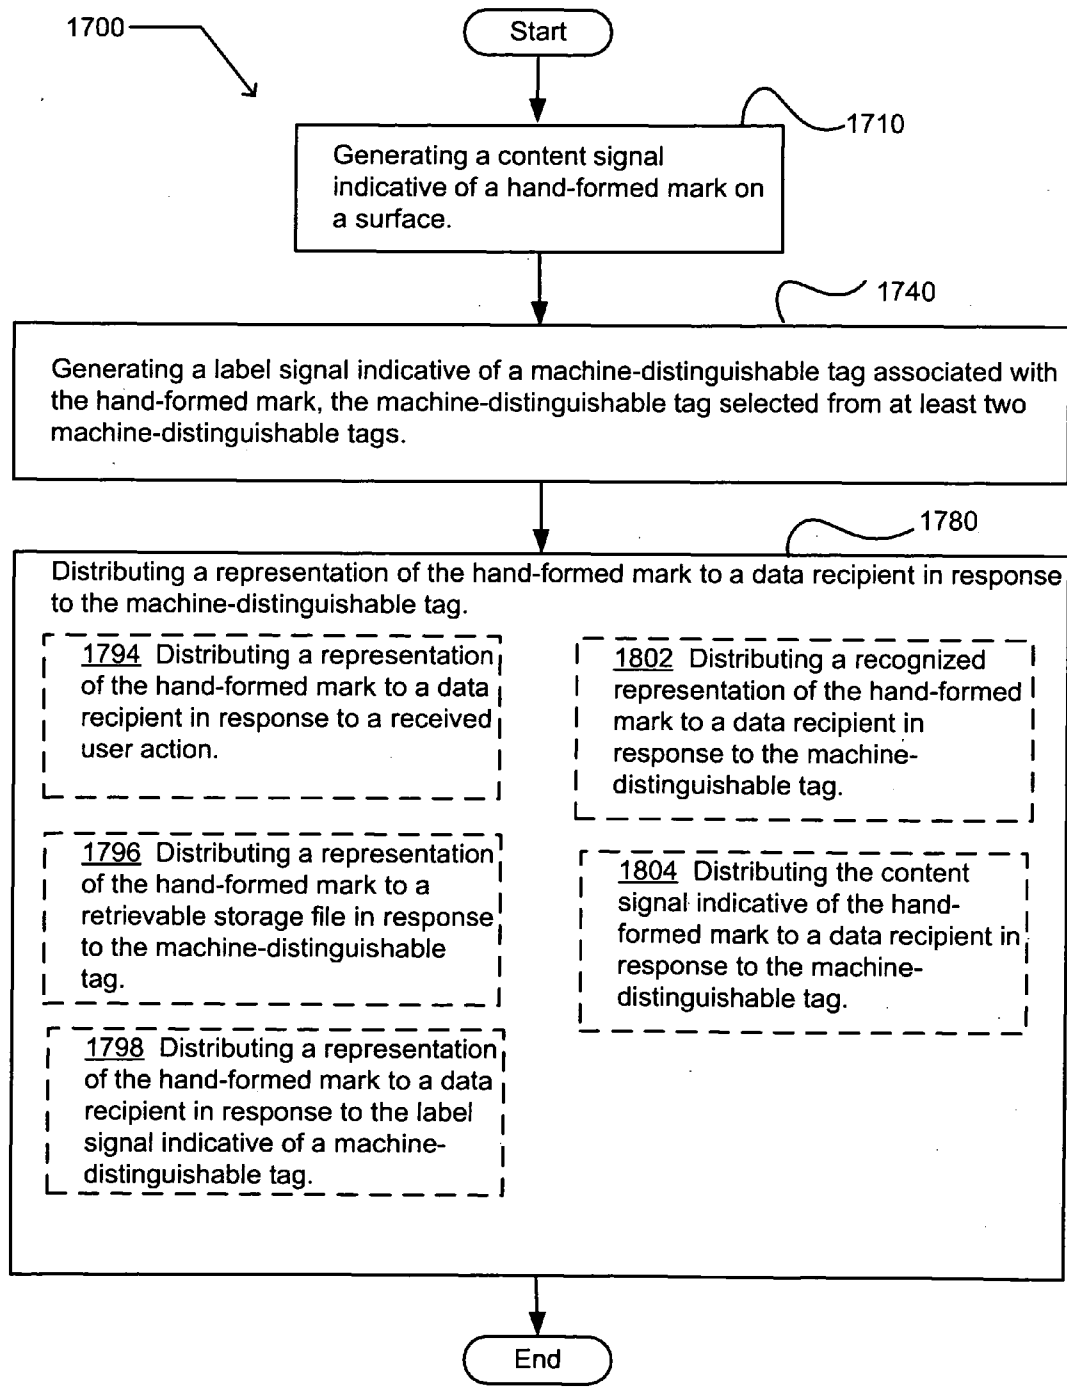 1700
Start
1710
Generating a content signal
indicative of a hand-formed mark on
a surface.
1740
Generating a label signal indicative of a machine-distinguishable tag associated with
the hand-formed mark, the machine-distinguishable tag selected from at least two
machine-distinguishable tags.
1780
Distributing a representation of the hand-formed mark to a data recipient in response
to the machine-distinguishable tag.
1794 Distributing a representation
of the hand-formed mark to a data
recipient in response to a received
user action.
1796 Distributing a representation
of the hand-formed mark to a
retrievable storage file in response
to the machine-distinguishable
tag.
1798 Distributing a representation
of the hand-formed mark to a data
recipient in response to the label
signal indicative of a machine-
distinguishable tag.
1802 Distributing a recognized
representation of the hand-formed
mark to a data recipient in
response to the machine-
distinguishable tag.
1804 Distributing the content
signal indicative of the hand-
formed mark to a data recipient in
response to the machine-
distinguishable tag.
End